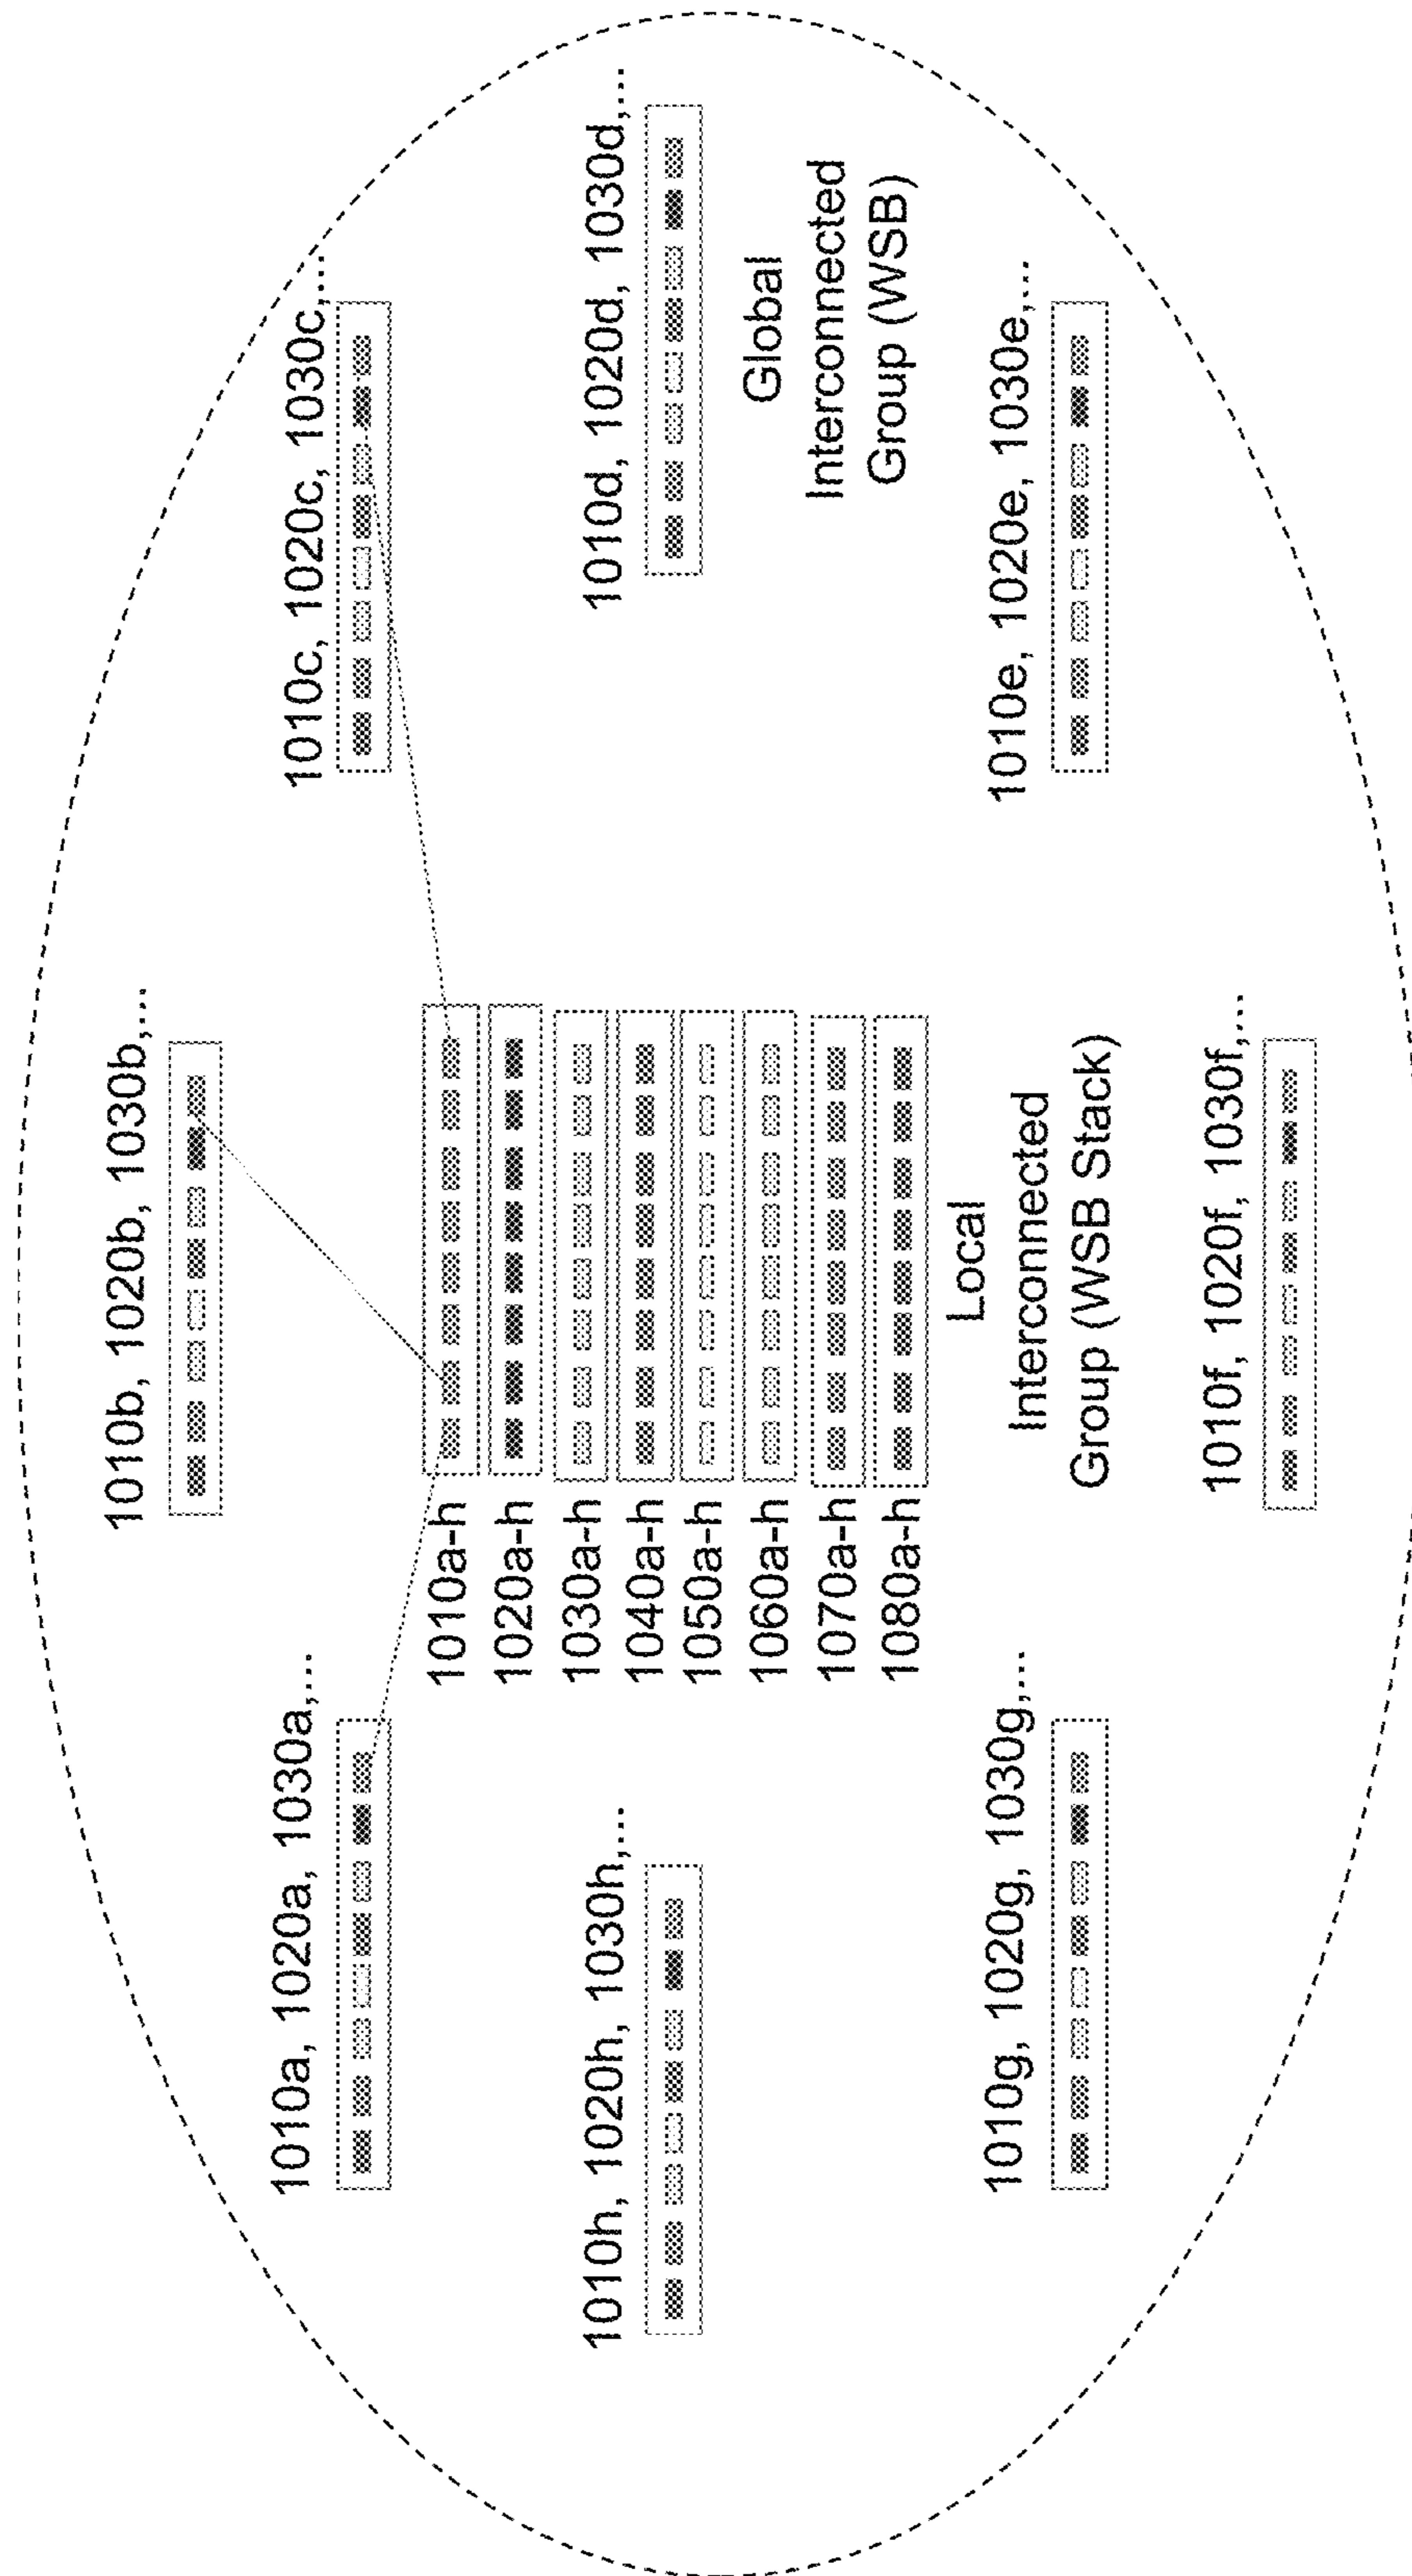 1010b, 1020b, 1030b,...
1010a, 1020a, 1030a,...
1010c, 1020c, 1030c,...
1010h, 1020h, 1030h,...
1010a-h
1020a-h
1030a-h
1040a-h
1050a-h
1060a-h
1070a-h
1080a-h
1010d, 1020d, 1030d,...
Global
Interconnected
Group (WSB)
Local
Interconnected
Group (WSB Stack)
1010g, 1020g, 1030g,...
1010e, 1020e, 1030e,...
1010f, 1020f, 1030f,...